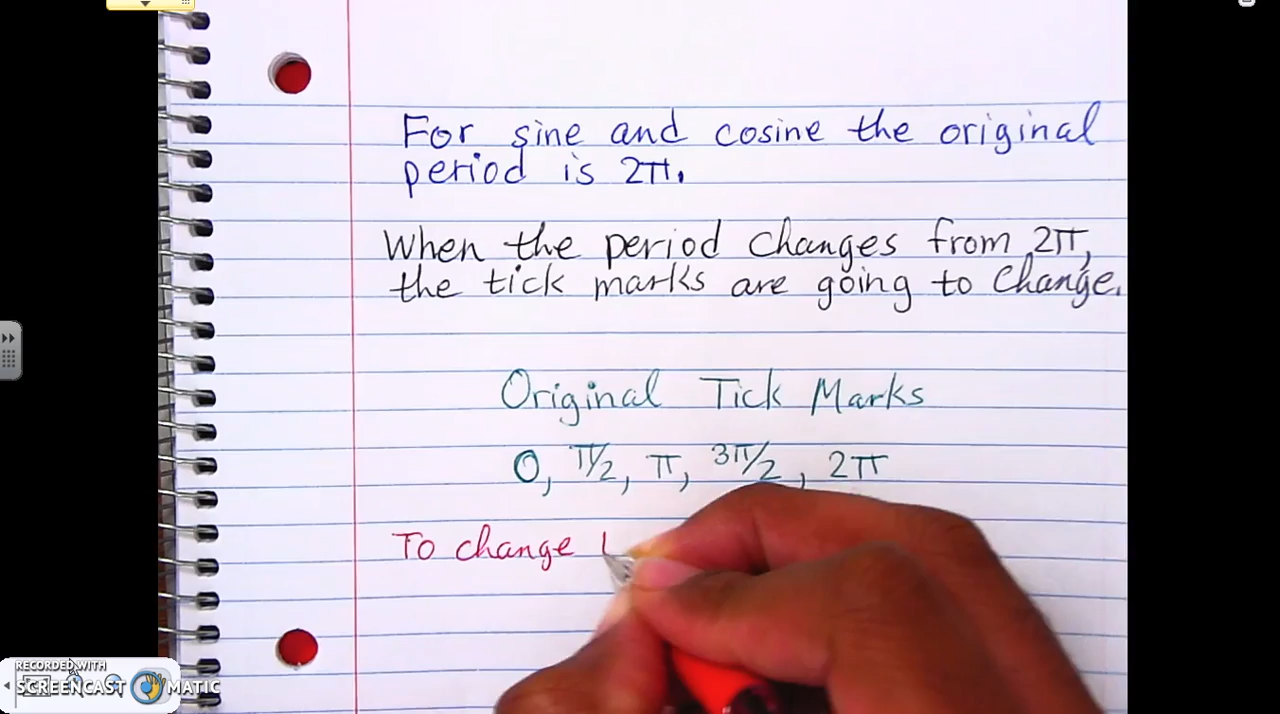 For sine and cosine the original
period is 2π.
When the period changes from 2π,
the tick marks are going to change.
Original Tick Marks
0, π/2, π, 3π/2, 2π
To change
RECORDED WITH
SCREENCAST MATIC